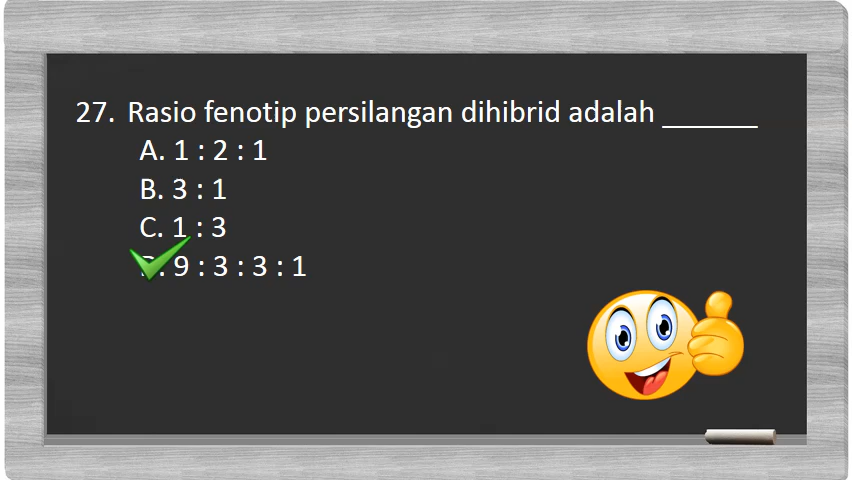 27. Rasio fenotip persilangan dihibrid adalah ______
A. 1 : 2 : 1
B. 3 : 1
C. 1 : 3
D. 9 : 3 : 3 : 1